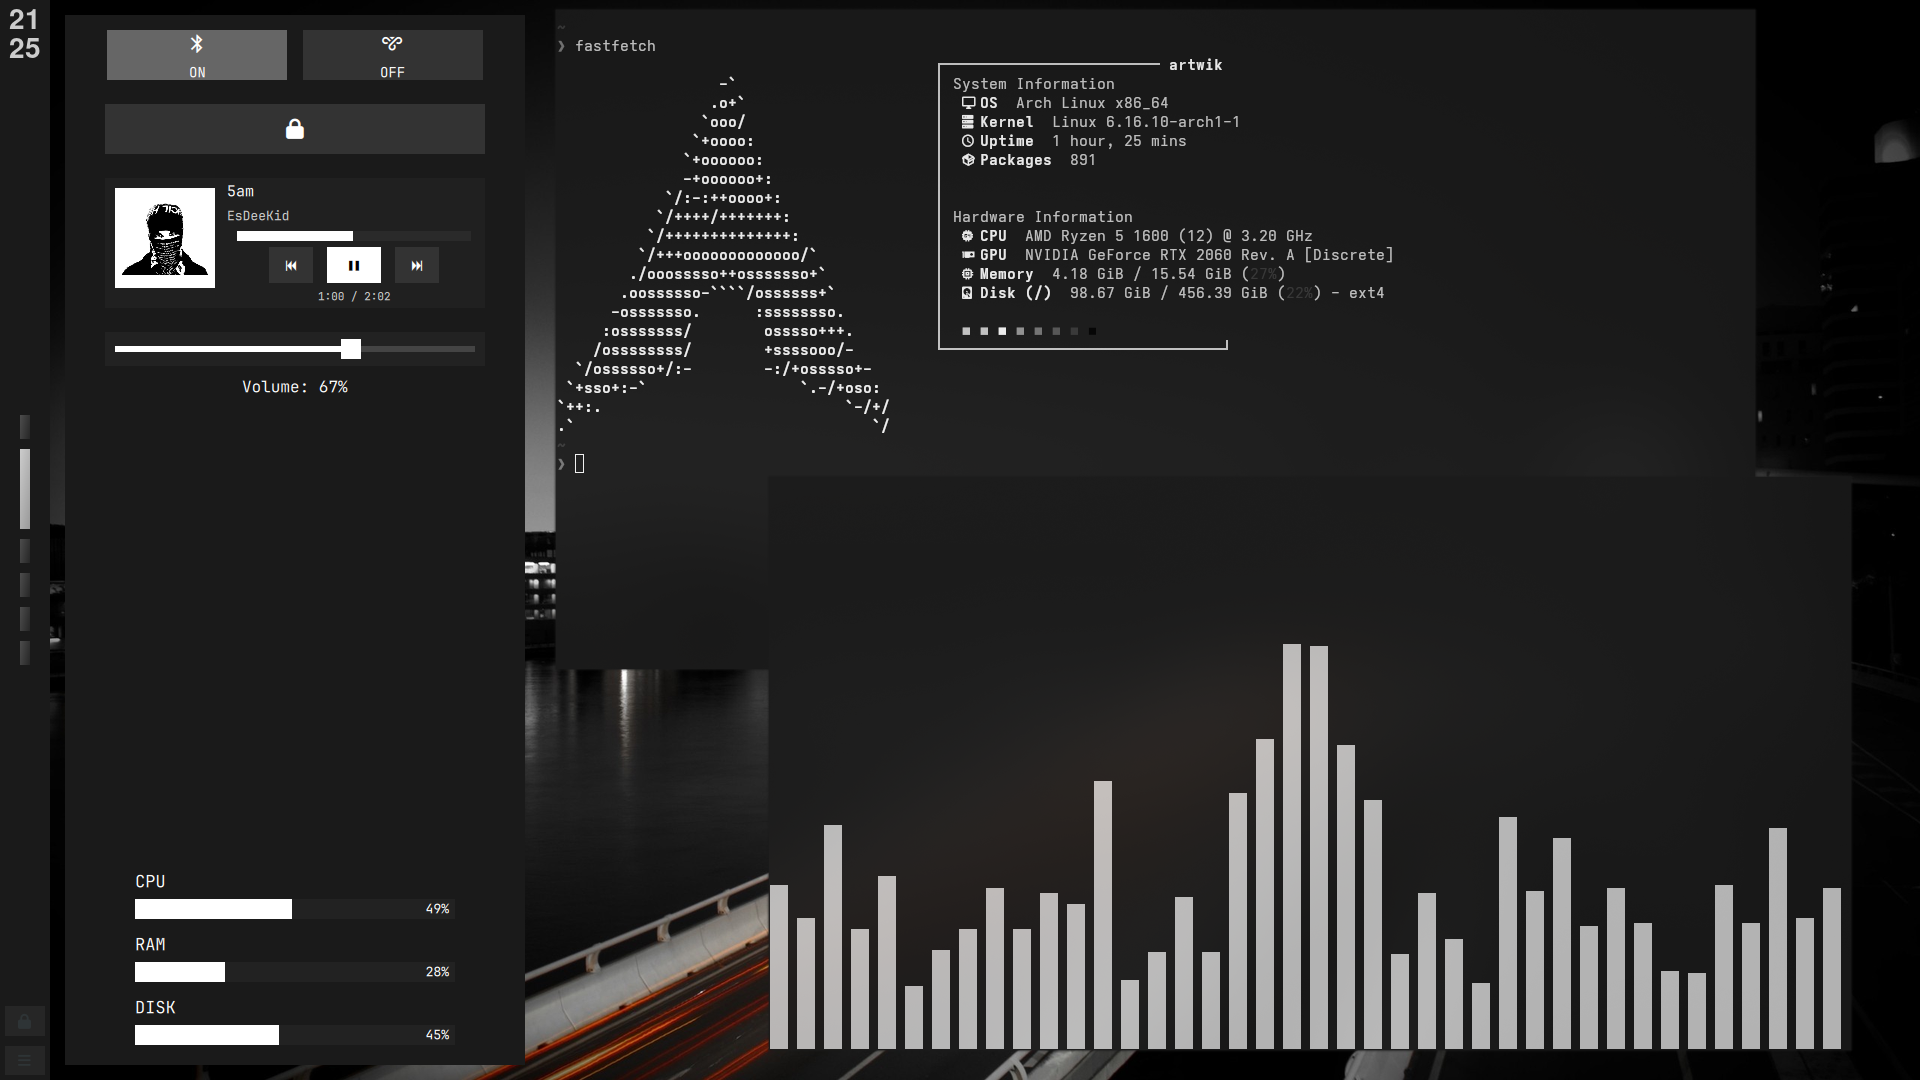 21
25
ON
OFF
5am
EsDeeKid
1:00 / 2:02
Volume: 67%
CPU
49%
RAM
28%
DISK
45%
~
❯ fastfetch
-`
.o+`
`ooo/
`+oooo:
`+oooooo:
-+oooooo+:
`/:-:++oooo+:
`/++++/+++++++:
`/++++++++++++++:
`/+++ooooooooooooo/`
./ooosssso++osssssso+`
.oossssso-````/ossssss+`
-osssssso.      :ssssssso.
:osssssss/        osssso+++.
/ossssssss/        +ssssooo/-
`/ossssso+/:-        -:/+osssso+-
`+sso+:-`                 `.-/+oso:
`++:.                           `-/+/
.`                                 `/
artwik
System Information
OS  Arch Linux x86_64
Kernel  Linux 6.16.10-arch1-1
Uptime  1 hour, 25 mins
Packages  891
Hardware Information
CPU  AMD Ryzen 5 1600 (12) @ 3.20 GHz
GPU  NVIDIA GeForce RTX 2060 Rev. A [Discrete]
Memory  4.18 GiB / 15.54 GiB (27%)
Disk (/)  98.67 GiB / 456.39 GiB (22%) - ext4
~
❯